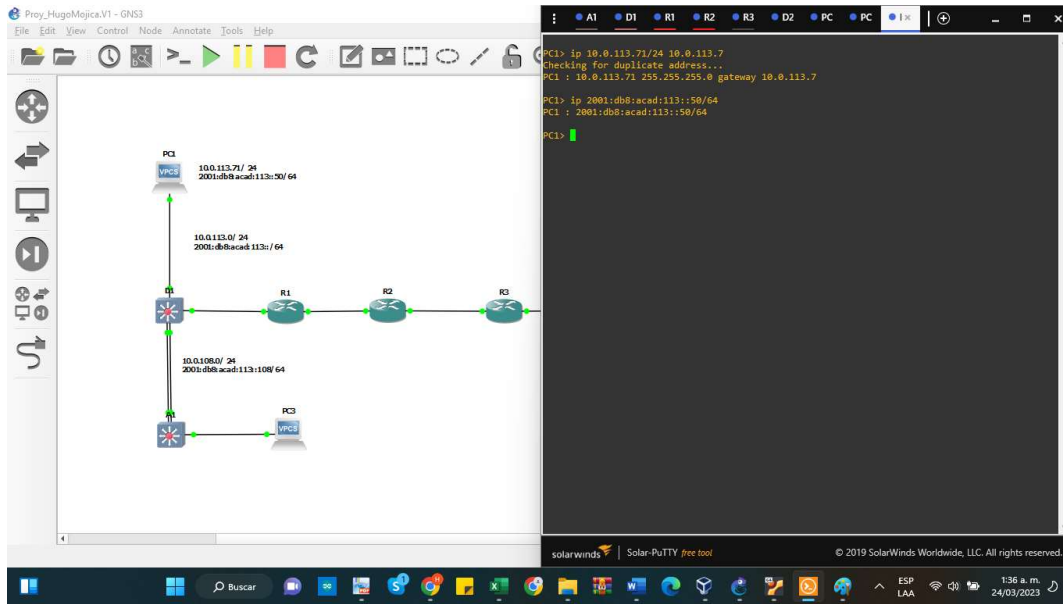 Proy_HugoMojica.V1 - GNS3
File Edit View Control Node Annotate Tools Help
PC1
VPCS
10.0.113.71/ 24
2001:db8:acad:113::50/ 64
10.0.113.0/ 24
2001:db8:acad:113::/ 64
D1
R1
R2
R3
10.0.108.0/ 24
2001:db8:acad:113::108/ 64
A1
PC3
VPCS
A1 D1 R1 R2 R3 D2 PC PC
PC1> ip 10.0.113.71/24 10.0.113.7
Checking for duplicate address...
PC1 : 10.0.113.71 255.255.255.0 gateway 10.0.113.7
PC1> ip 2001:db8:acad:113::50/64
PC1 : 2001:db8:acad:113::50/64
PC1>
solarwinds | Solar-PuTTY free tool © 2019 SolarWinds Worldwide, LLC. All rights reserved.
Buscar
ESP
LAA
1:36 a. m.
24/03/2023